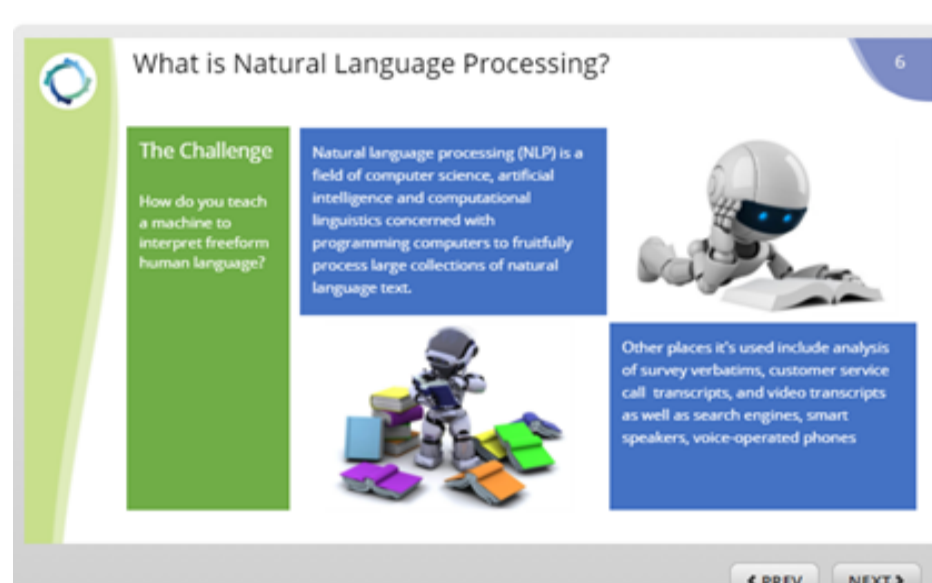 What is Natural Language Processing?
6
The Challenge
How do you teach
a machine to
interpret freeform
human language?
Natural language processing (NLP) is a
field of computer science, artificial
intelligence and computational
linguistics concerned with
programming computers to fruitfully
process large collections of natural
language text.
Other places it's used include analysis
of survey verbatims, customer service
call transcripts, and video transcripts
as well as search engines, smart
speakers, voice-operated phones
PREV
NEXT